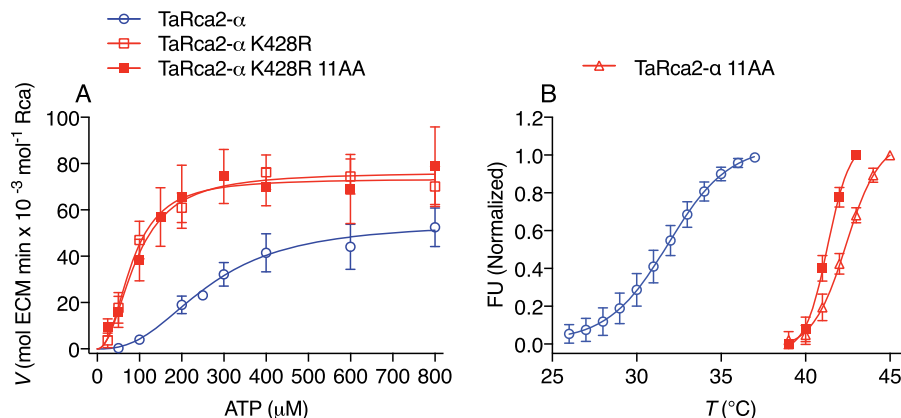 TaRca2-α
TaRca2-α K428R
TaRca2-α K428R 11AA
TaRca2-α 11AA
A
B
V (mol ECM min x 10⁻³ mol⁻¹ Rca)
100
80
60
40
20
0
0 100 200 300 400 500 600 700 800
ATP (μM)
FU (Normalized)
1.2
1.0
0.8
0.6
0.4
0.2
0.0
25 30 35 40 45
T (°C)